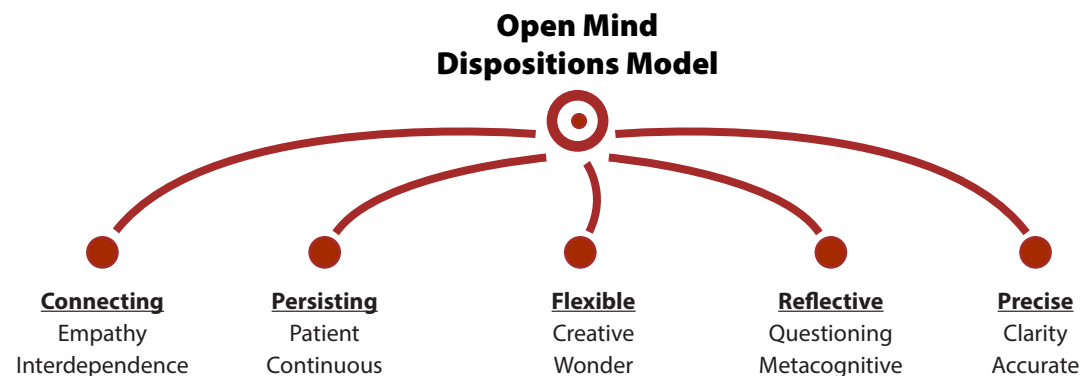 Open Mind
Dispositions Model
Connecting
Empathy
Interdependence
Persisting
Patient
Continuous
Flexible
Creative
Wonder
Reflective
Questioning
Metacognitive
Precise
Clarity
Accurate